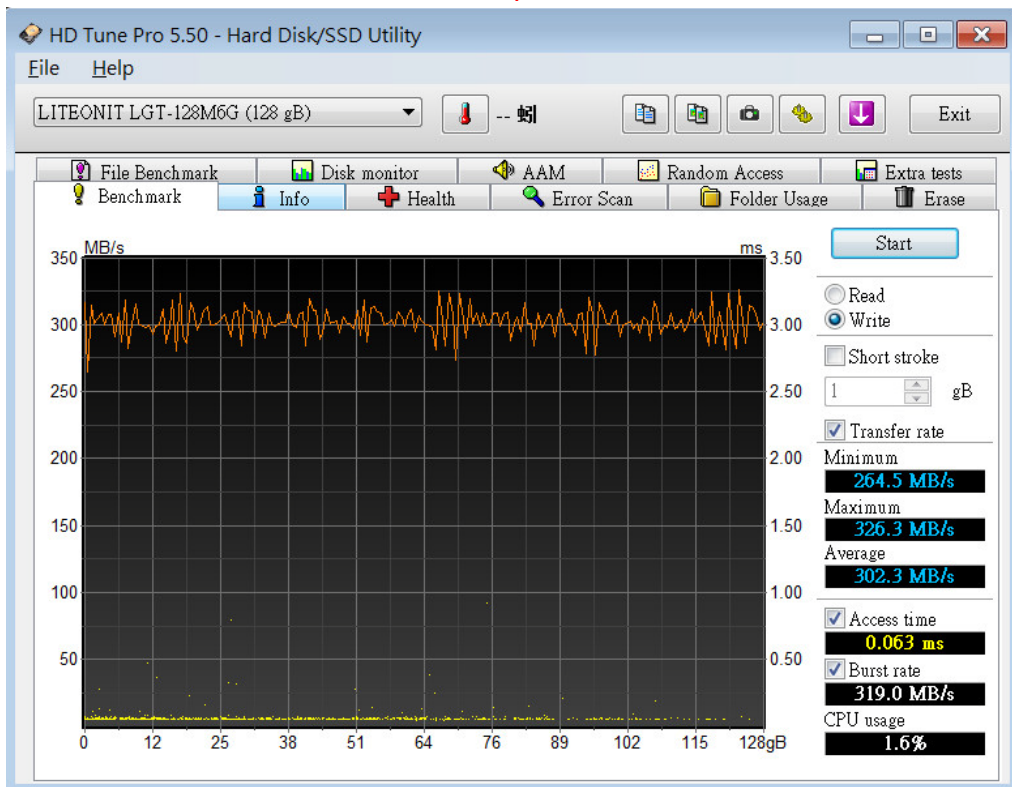 HD Tune Pro 5.50 - Hard Disk/SSD Utility
File Help
LITEONIT LGT-128M6G (128 gB)
-- 蚓
Exit
File Benchmark Disk monitor AAM Random Access Extra tests
Benchmark Info Health Error Scan Folder Usage Erase
MB/s ms
350 3.50
300 3.00
250 2.50
200 2.00
150 1.50
100 1.00
50 0.50
0 12 25 38 51 64 76 89 102 115 128gB
Start
Read
Write
Short stroke
1 gB
Transfer rate
Minimum
264.5 MB/s
Maximum
326.3 MB/s
Average
302.3 MB/s
Access time
0.063 ms
Burst rate
319.0 MB/s
CPU usage
1.6%